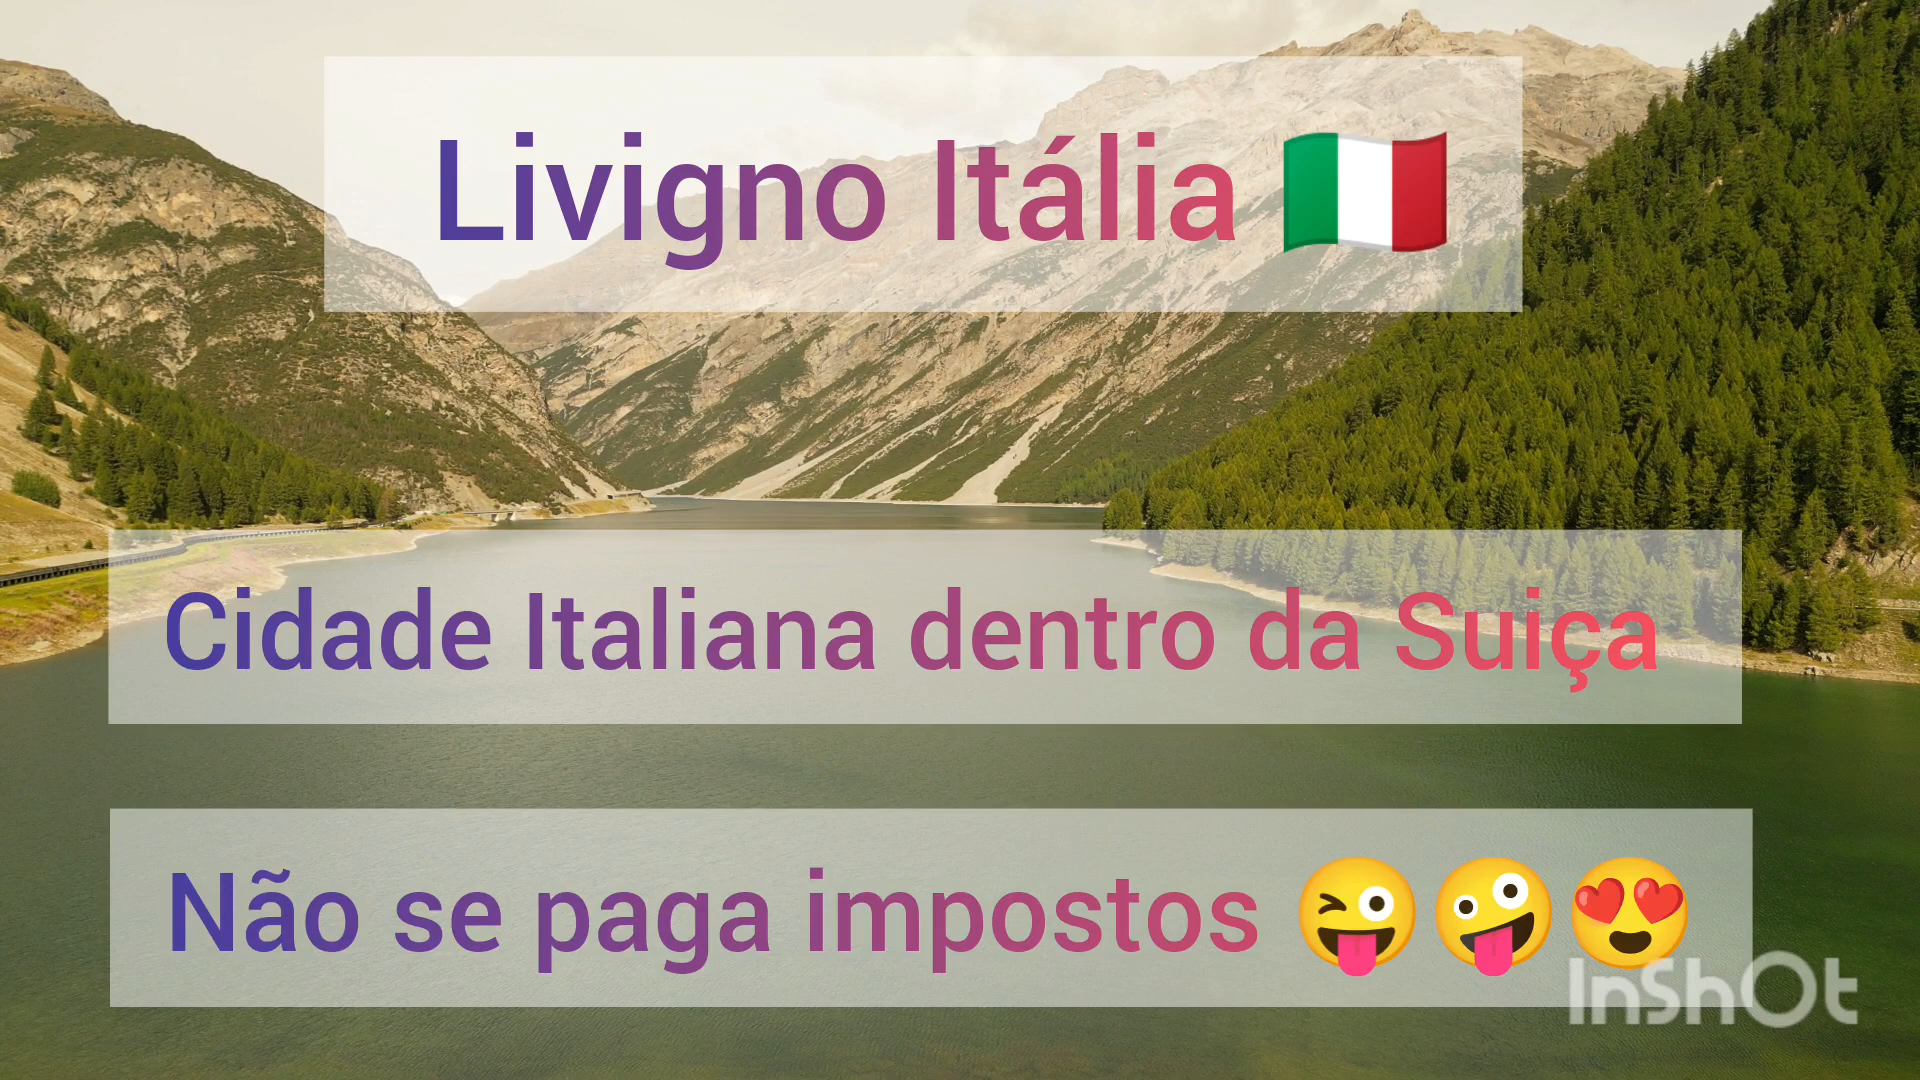 Livigno Itália 🇮🇹
Cidade Italiana dentro da Suiça
Não se paga impostos 😜🤪😍
InShOt